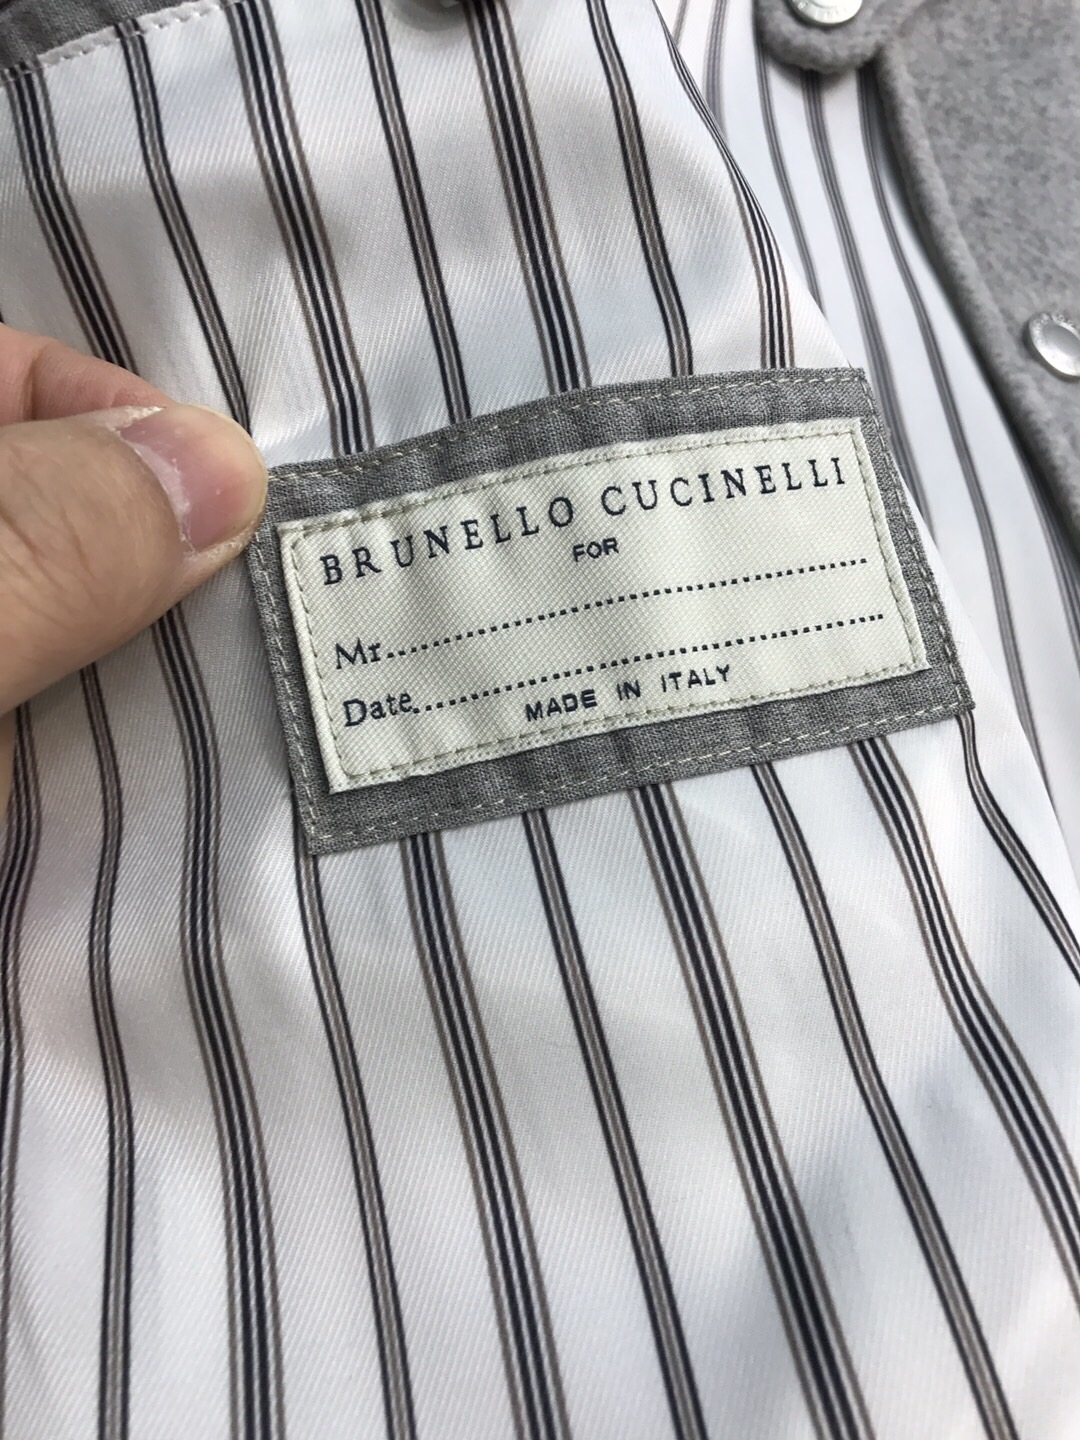 BRUNELLO CUCINELLI
FOR
Mr...............................................
Date...............................................
MADE IN ITALY